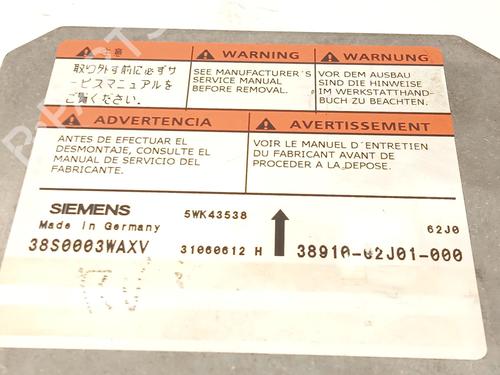 注意
取り外す前に必ずサ
ービスマニュアルを
ご覧ください.
WARNING
SEE MANUFACTURER'S
SERVICE MANUAL
BEFORE REMOVAL.
WARNUNG
VOR DEM AUSBAU
SIND DIE HINWEISE
IM WERKSTATTHAND-
BUCH ZU BEACHTEN.
ADVERTENCIA
ANTES DE EFECTUAR EL
DESMONTAJE, CONSULTE EL
MANUAL DE SERVICIO DEL
FABRICANTE.
AVERTISSEMENT
VOIR LE MANUEL D'ENTRETIEN
DU FABRICANT AVANT DE
PROCEDER A LA DEPOSE.
SIEMENS
5WK43538
62J0
Made in Germany
38S0003WAXV
31060612 H
38910-62J01-000